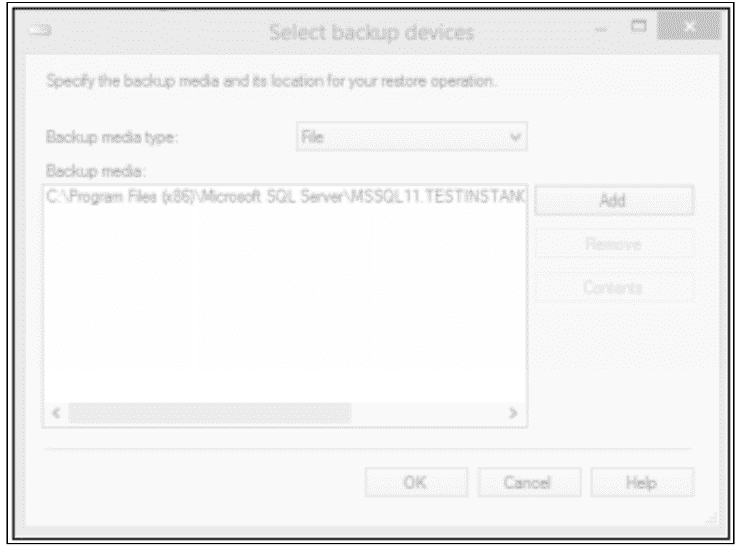 Select backup devices
Specify the backup media and its location for your restore operation.
Backup media type:
File
Backup media:
C:\Program Files (x86)\Microsoft SQL Server\MSSQL11.TESTINSTANC
Add
Remove
Contents
OK
Cancel
Help